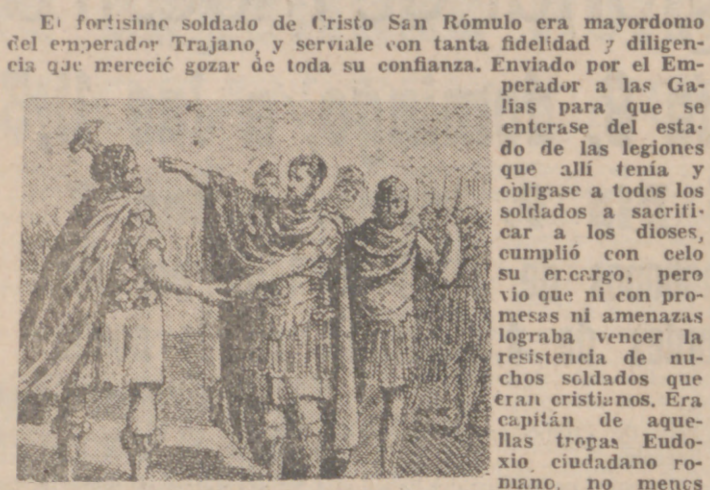 El fortísimo soldado de Cristo San Rómulo era mayordomo
del emperador Trajano, y servíale con tanta fidelidad y diligen-
cia que mereció gozar de toda su confianza. Enviado por el Em-
perador a las Ga-
lias para que se
enterase del esta-
do de las legiones
que allí tenía y
obligase a todos los
soldados a sacrifi-
car a los dioses,
cumplió con celo
su encargo, pero
vio que ni con pro-
mesas ni amenazas
lograba vencer la
resistencia de mu-
chos soldados que
eran cristianos. Era
capitán de aque-
llas tropas Eudo-
xio, ciudadano ro-
mano, no menos